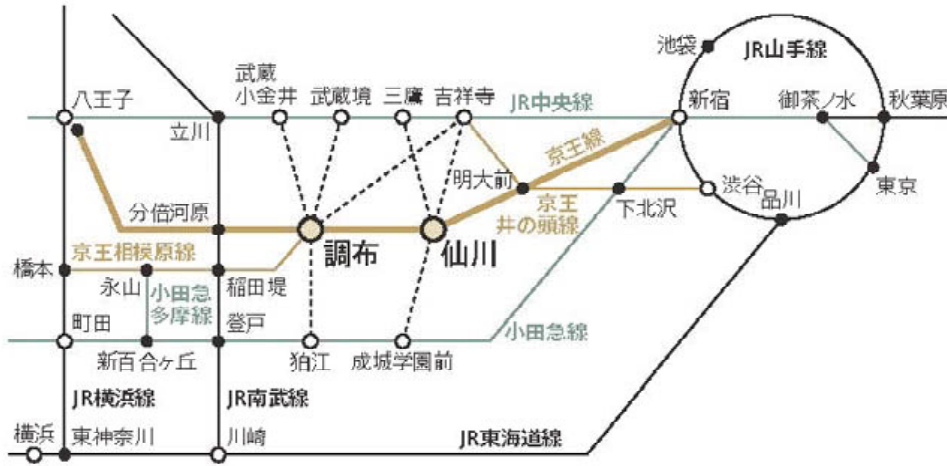 池袋
JR山手線
武蔵
小金井
武蔵境
三鷹
吉祥寺
八王子
JR中央線
新宿
御茶ノ水
秋葉原
立川
京王線
明大前
渋谷
東京
分倍河原
京王
井の頭線
下北沢
品川
調布
仙川
京王相模原線
橋本
永山
小田急
多摩線
稲田堤
町田
登戸
小田急線
新百合ヶ丘
狛江
成城学園前
JR横浜線
JR南武線
横浜
東神奈川
川崎
JR東海道線